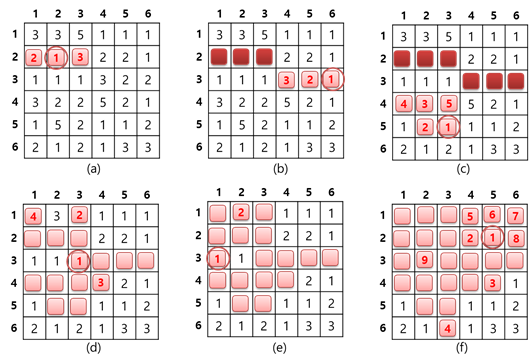 1 2 3 4 5 6
1 3 3 5 1 1 1
2 2 1 3 2 2 1
3 1 1 1 3 2 2
4 3 2 2 5 2 1
5 1 5 2 1 1 2
6 2 1 2 1 3 3
(a)
1 2 3 4 5 6
1 3 3 5 1 1 1
2 2 2 1
3 1 1 1 3 2 1
4 3 2 2 5 2 1
5 1 5 2 1 1 2
6 2 1 2 1 3 3
(b)
1 2 3 4 5 6
1 3 3 5 1 1 1
2 2 2 1
3 1 1 1
4 4 3 5 5 2 1
5 1 2 1 1 1 2
6 2 1 2 1 3 3
(c)
1 2 3 4 5 6
1 4 3 2 1 1 1
2 2 2 1
3 1 1 1
4 3 2 1
5 1 1 1 2
6 2 1 2 1 3 3
(d)
1 2 3 4 5 6
1 2 1 1 1
2 2 2 1
3 1 1
4 2 1
5 1 1 1 2
6 2 1 2 1 3 3
(e)
1 2 3 4 5 6
1 5 6 7
2 2 1 8
3 9
4 3 1
5 1 1 1 2
6 2 1 4 1 3 3
(f)